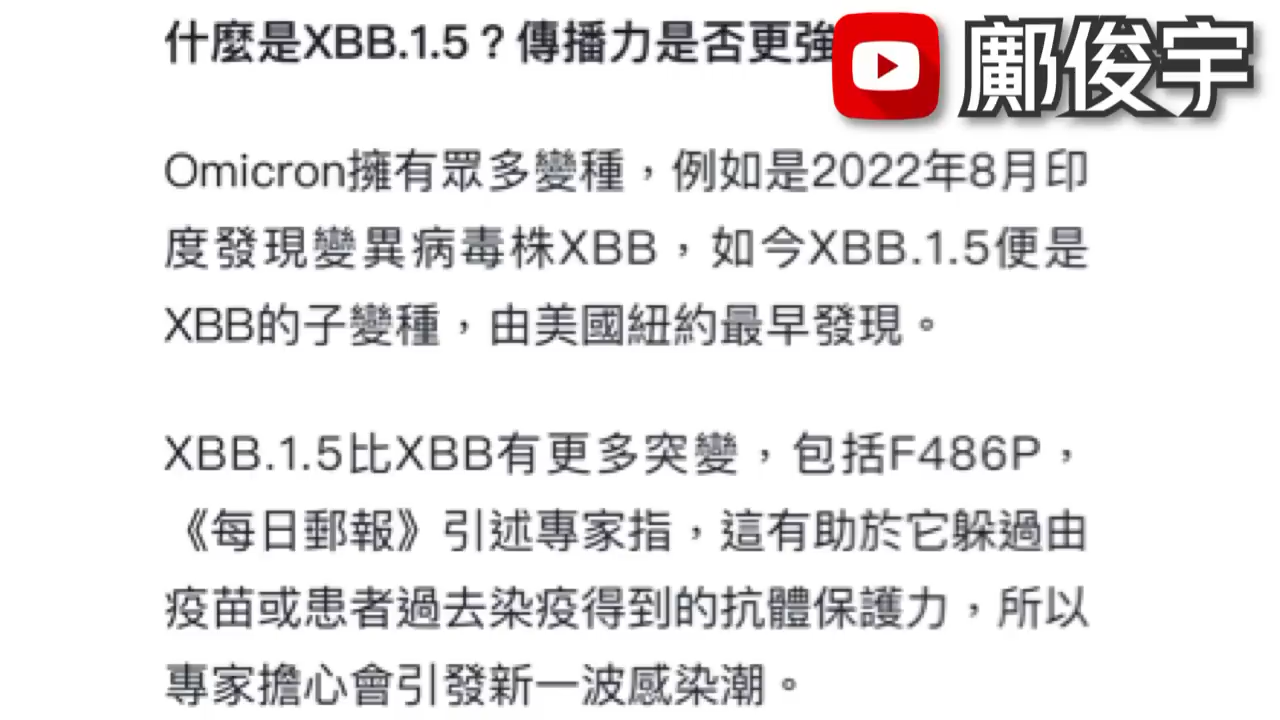 什麼是XBB.1.5？傳播力是否更強
鄺俊宇
Omicron擁有眾多變種，例如是2022年8月印
度發現變異病毒株XBB，如今XBB.1.5便是
XBB的子變種，由美國紐約最早發現。
XBB.1.5比XBB有更多突變，包括F486P，
《每日郵報》引述專家指，這有助於它躲過由
疫苗或患者過去染疫得到的抗體保護力，所以
專家擔心會引發新一波感染潮。